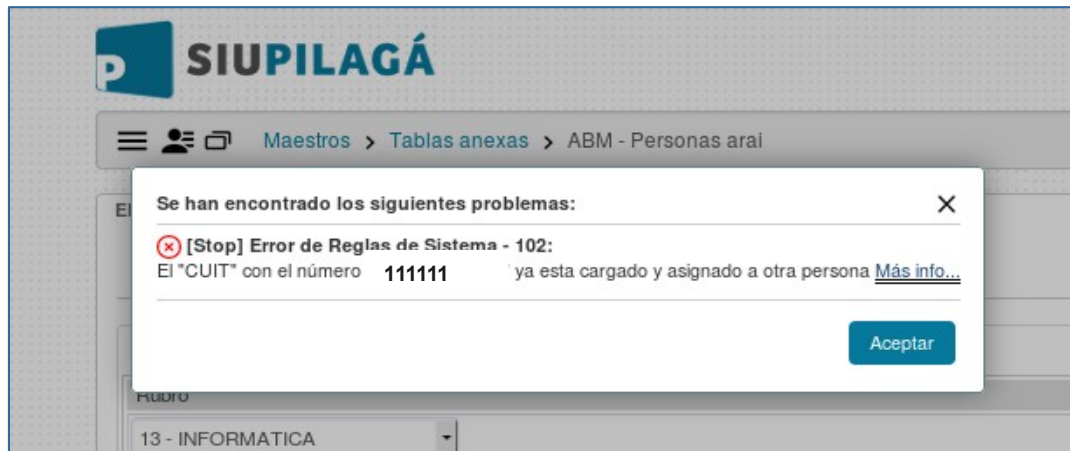 P SIUPILAGÁ
Maestros > Tablas anexas > ABM - Personas arai
El
Se han encontrado los siguientes problemas:
[Stop] Error de Reglas de Sistema - 102:
El "CUIT" con el número 111111 ya esta cargado y asignado a otra persona Más info...
Aceptar
Rubro
13 - INFORMATICA